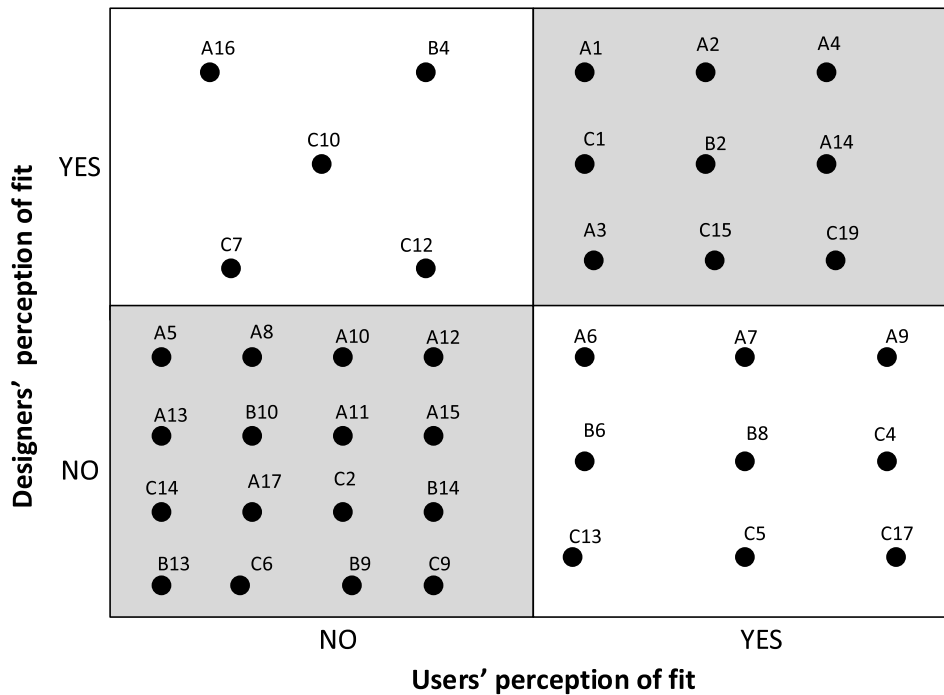 A16 B4 A1 A2 A4
C10 C1 B2 A14
YES
C7 C12 A3 C15 C19
Designers’ perception of fit
A5 A8 A10 A12 A6 A7 A9
A13 B10 A11 A15 B6 B8 C4
NO
C14 A17 C2 B14 C13 C5 C17
B13 C6 B9 C9
NO YES
Users’ perception of fit